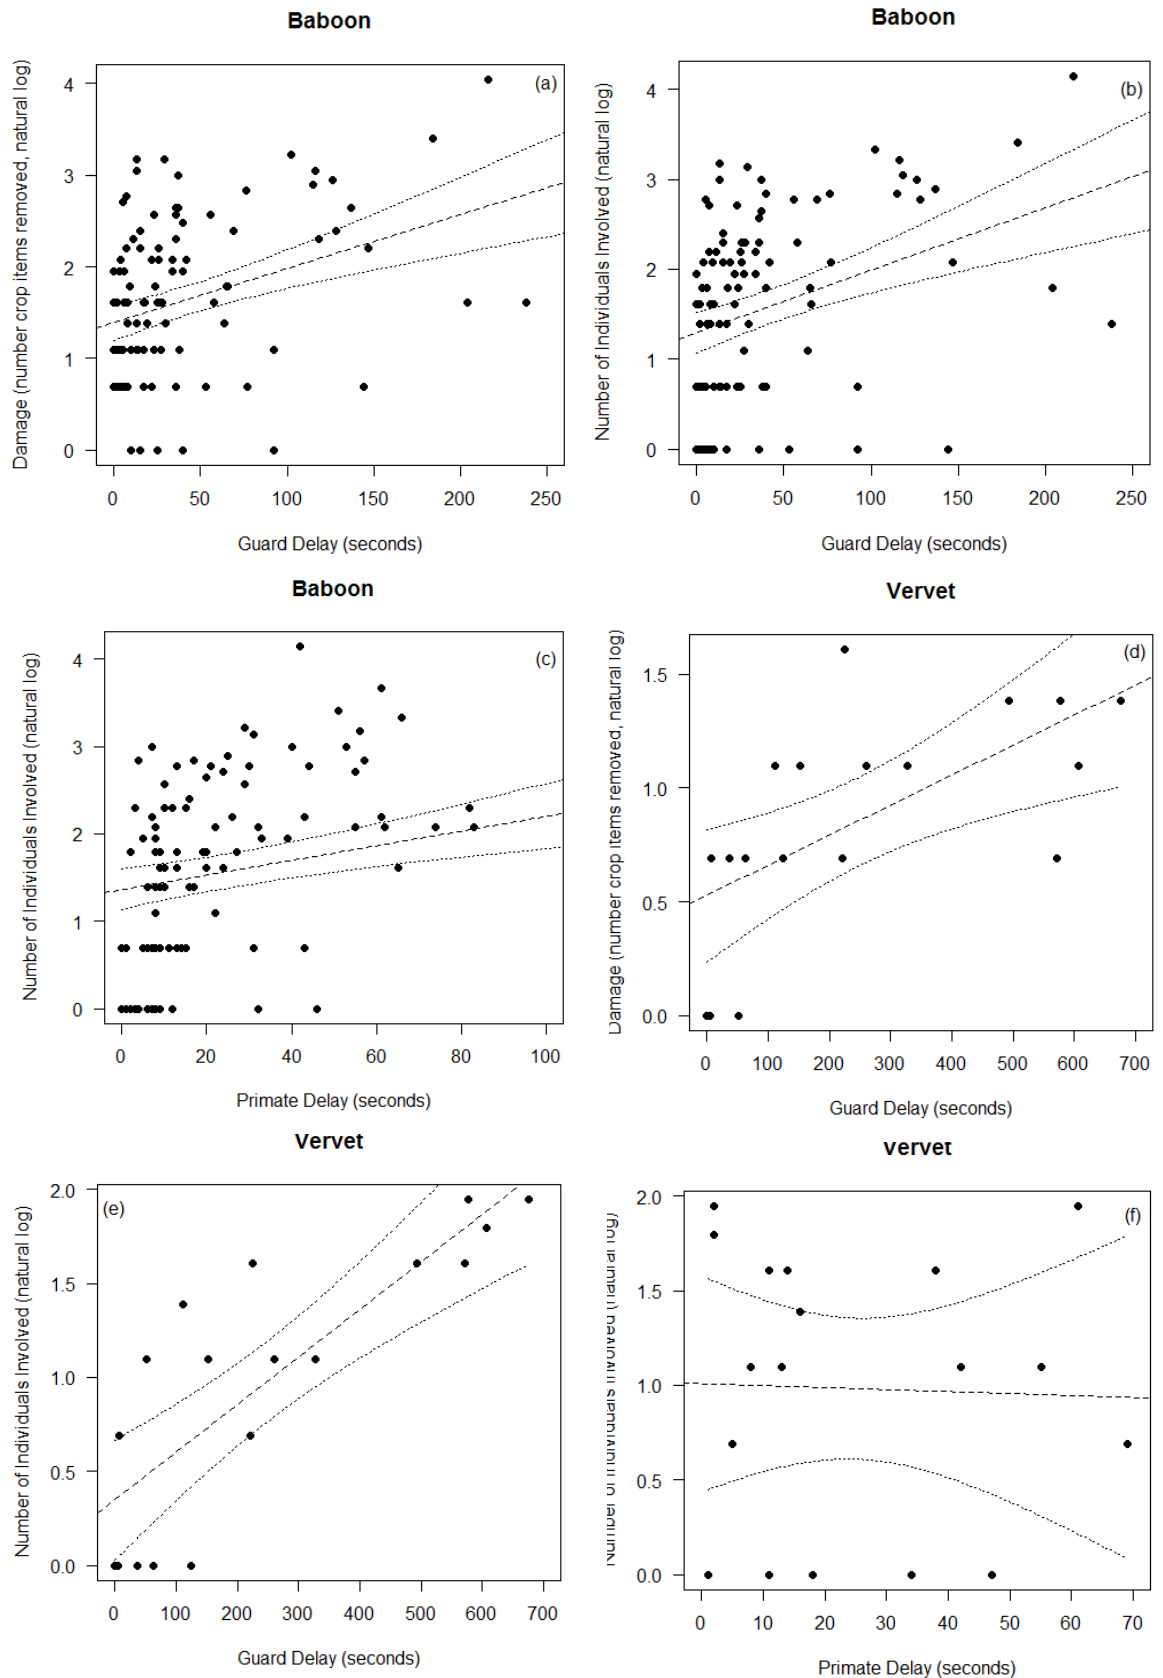 Baboon
Damage (number crop items removed, natural log)
(a)
4
3
2
1
0
0 50 100 150 200 250
Guard Delay (seconds)
Baboon
Number of Individuals Involved (natural log)
(b)
4
3
2
1
0
0 50 100 150 200 250
Guard Delay (seconds)
Baboon
Number of Individuals Involved (natural log)
(c)
4
3
2
1
0
0 20 40 60 80 100
Primate Delay (seconds)
Vervet
Damage (number crop items removed, natural log)
(d)
1.5
1.0
0.5
0.0
0 100 200 300 400 500 600 700
Guard Delay (seconds)
Vervet
Number of Individuals Involved (natural log)
(e)
2.0
1.5
1.0
0.5
0.0
0 100 200 300 400 500 600 700
Guard Delay (seconds)
Vervet
Number of Individuals Involved (natural log)
(f)
2.0
1.5
1.0
0.5
0.0
0 10 20 30 40 50 60 70
Primate Delay (seconds)